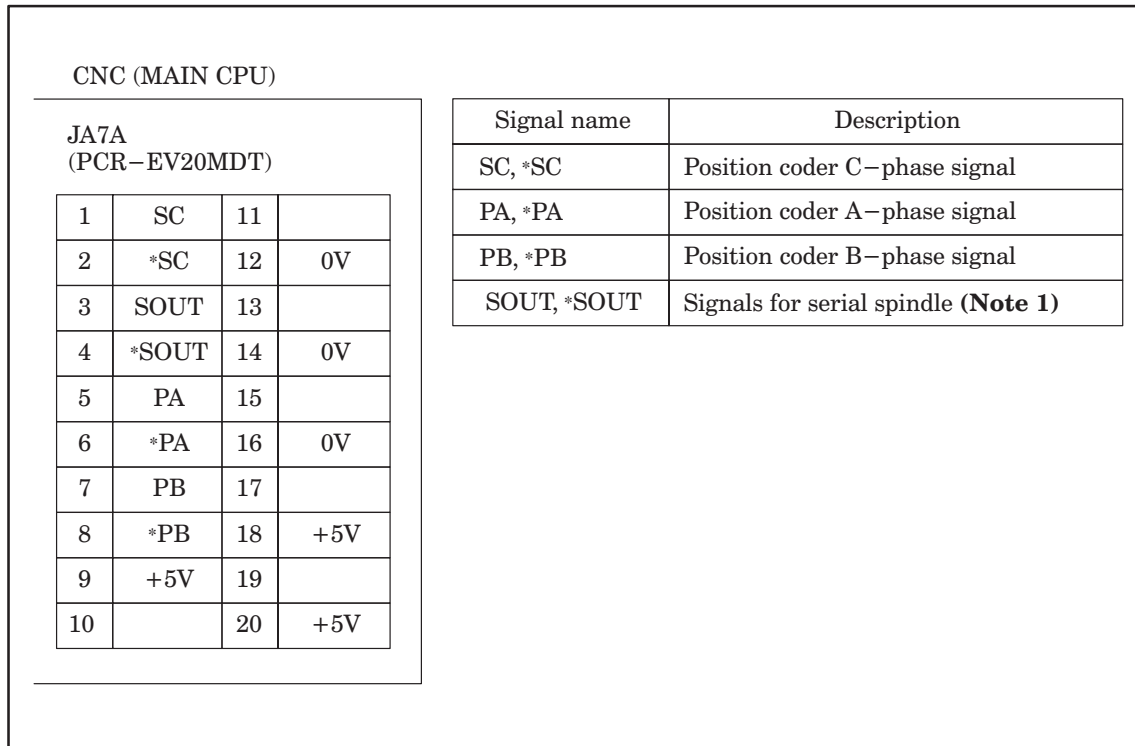 CNC (MAIN CPU)
JA7A
(PCR−EV20MDT)
1 SC 11
2 *SC 12 0V
3 SOUT 13
4 *SOUT 14 0V
5 PA 15
6 *PA 16 0V
7 PB 17
8 *PB 18 +5V
9 +5V 19
10 20 +5V
Signal name Description
SC, *SC Position coder C−phase signal
PA, *PA Position coder A−phase signal
PB, *PB Position coder B−phase signal
SOUT, *SOUT Signals for serial spindle (Note 1)